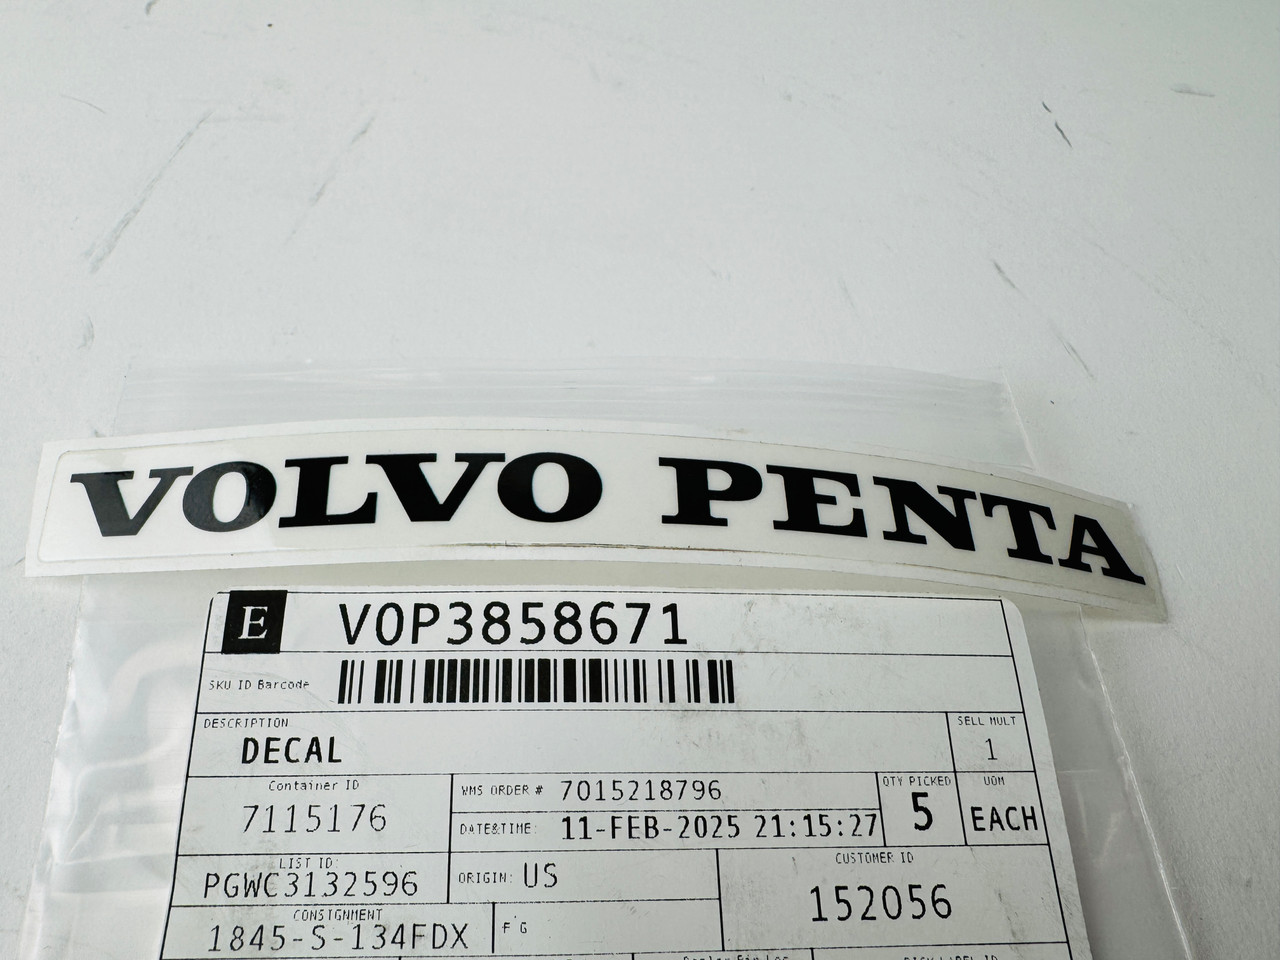 VOLVO PENTA
E VOP3858671
SKU ID Barcode
DESCRIPTION
DECAL
SELL MULT
1
Container ID
7115176
WMS ORDER # 7015218796
DATE&TIME: 11-FEB-2025 21:15:27
QTY PICKED
5
UOM
EACH
LIST ID:
PGWC3132596
ORIGIN: US
CUSTOMER ID
152056
CONSIGNMENT
1845-S-134FDX
F G